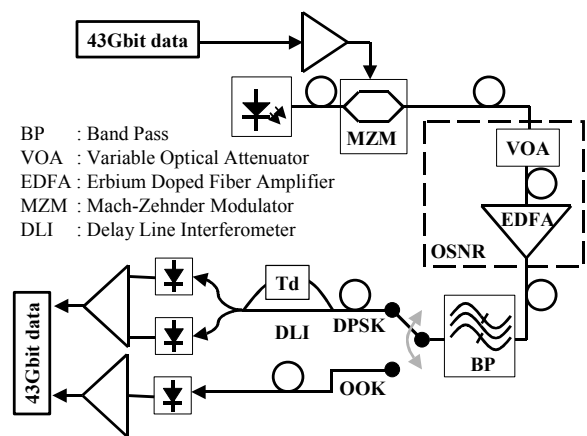 43Gbit data
MZM
BP : Band Pass
VOA : Variable Optical Attenuator
EDFA : Erbium Doped Fiber Amplifier
MZM : Mach-Zehnder Modulator
DLI : Delay Line Interferometer
VOA
EDFA
OSNR
Td
DLI
DPSK
BP
OOK
43Gbit data